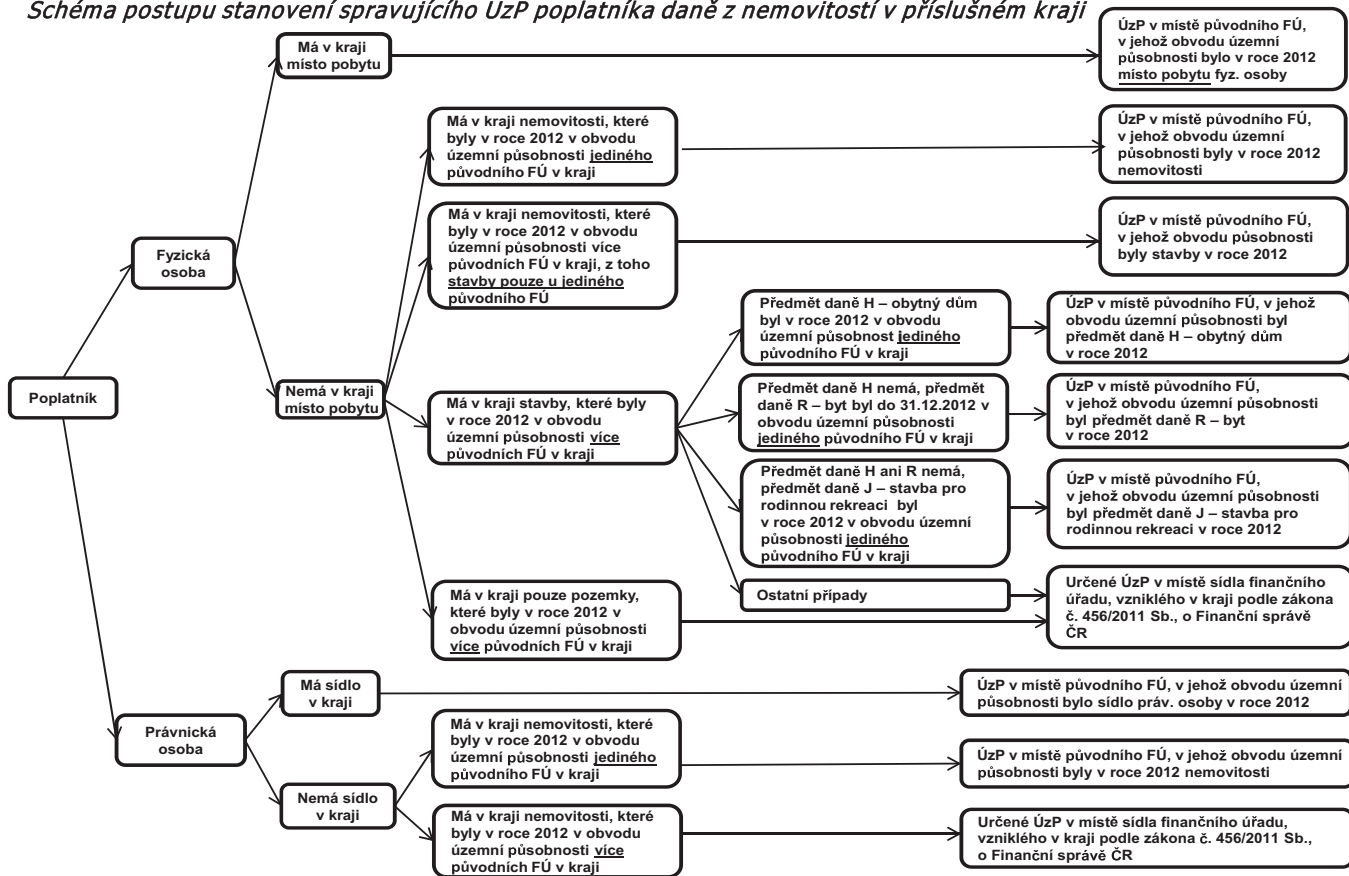 Schéma postupu stanovení spravujícího ÚzP poplatníka daně z nemovitostí v příslušném kraji
Poplatník
Fyzická
osoba
Má v kraji
místo pobytu
ÚzP v místě původního FÚ,
v jehož obvodu územní
působnosti bylo v roce 2012
místo pobytu fyz. osoby
Nemá v kraji
místo pobytu
Má v kraji nemovitosti, které
byly v roce 2012 v obvodu
územní působnosti jediného
původního FÚ v kraji
ÚzP v místě původního FÚ,
v jehož obvodu územní
působnosti byly v roce 2012
nemovitosti
Má v kraji nemovitosti, které
byly v roce 2012 v obvodu
územní působnosti více
původních FÚ v kraji, z toho
stavby pouze u jediného
původního FÚ
ÚzP v místě původního FÚ,
v jehož obvodu působnosti
byly stavby v roce 2012
Má v kraji stavby, které byly
v roce 2012 v obvodu
územní působnosti více
původních FÚ v kraji
Předmět daně H – obytný dům
byl v roce 2012 v obvodu
územní působnost jediného
původního FÚ v kraji
ÚzP v místě původního FÚ, v jehož
obvodu územní působnosti byl
předmět daně H – obytný dům
v roce 2012
Předmět daně H nemá, předmět
daně R – byt byl do 31.12.2012 v
obvodu územní působnosti
jediného původního FÚ v kraji
ÚzP v místě původního FÚ,
v jehož obvodu územní působnosti
byl předmět daně R – byt
v roce 2012
Předmět daně H ani R nemá,
předmět daně J – stavba pro
rodinnou rekreaci byl
v roce 2012 v obvodu územní
působnosti jediného
původního FÚ v kraji
ÚzP v místě původního FÚ,
v jehož obvodu územní působnosti
byl předmět daně J – stavba pro
rodinnou rekreaci v roce 2012
Ostatní případy
Určené ÚzP v místě sídla finančního
úřadu, vzniklého v kraji podle zákona
č. 456/2011 Sb., o Finanční správě
ČR
Má v kraji pouze pozemky,
které byly v roce 2012 v
obvodu územní působnosti
více původních FÚ v kraji
Právnická
osoba
Má sídlo
v kraji
ÚzP v místě původního FÚ, v jehož obvodu územní
působnosti bylo sídlo práv. osoby v roce 2012
Nemá sídlo
v kraji
Má v kraji nemovitosti, které
byly v roce 2012 v obvodu
územní působnosti jediného
původního FÚ v kraji
ÚzP v místě původního FÚ, v jehož obvodu územní
působnosti byly v roce 2012 nemovitosti
Má v kraji nemovitosti, které
byly v roce 2012 v obvodu
územní působnosti více
původních FÚ v kraji
Určené ÚzP v místě sídla finančního úřadu,
vzniklého v kraji podle zákona č. 456/2011 Sb.,
o Finanční správě ČR